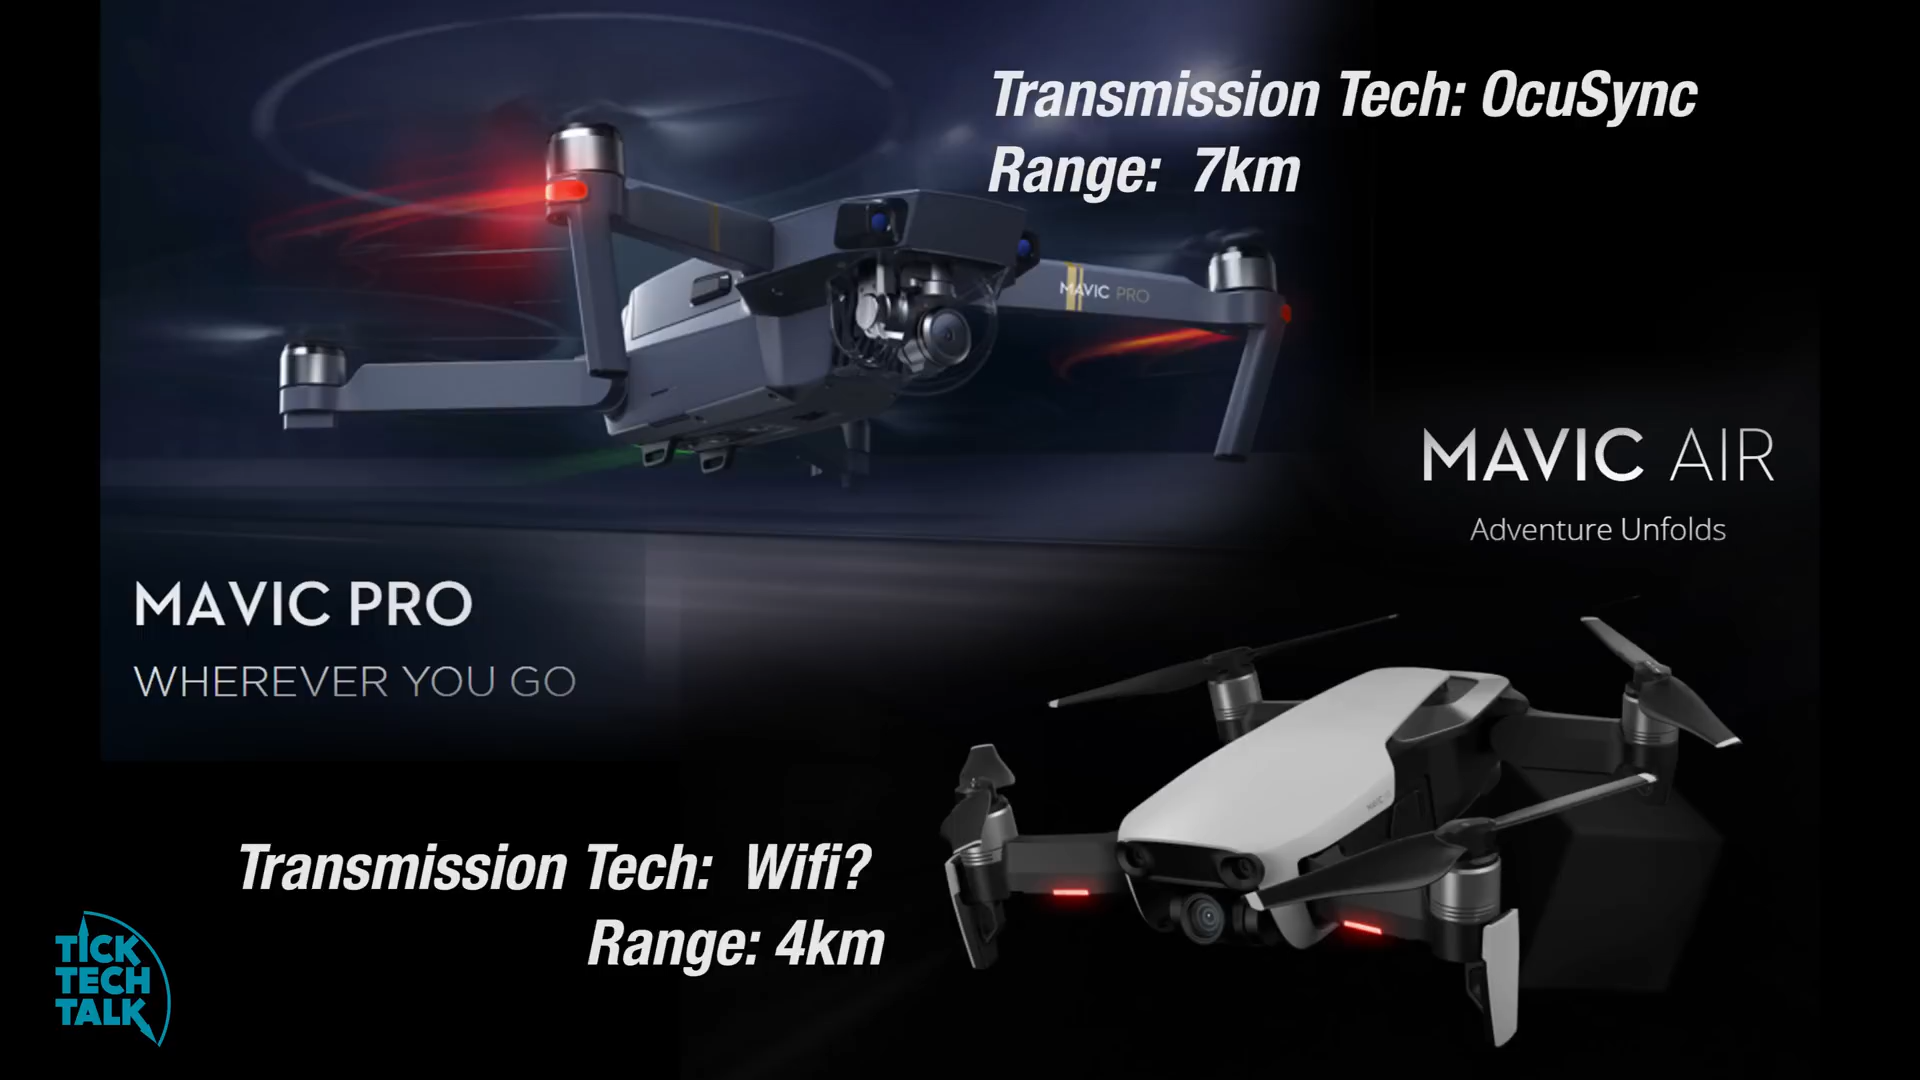 Transmission Tech: OcuSync
Range: 7km
MAVIC PRO
MAVIC AIR
Adventure Unfolds
MAVIC PRO
WHEREVER YOU GO
Transmission Tech: Wifi?
Range: 4km
TICK
TECH
TALK